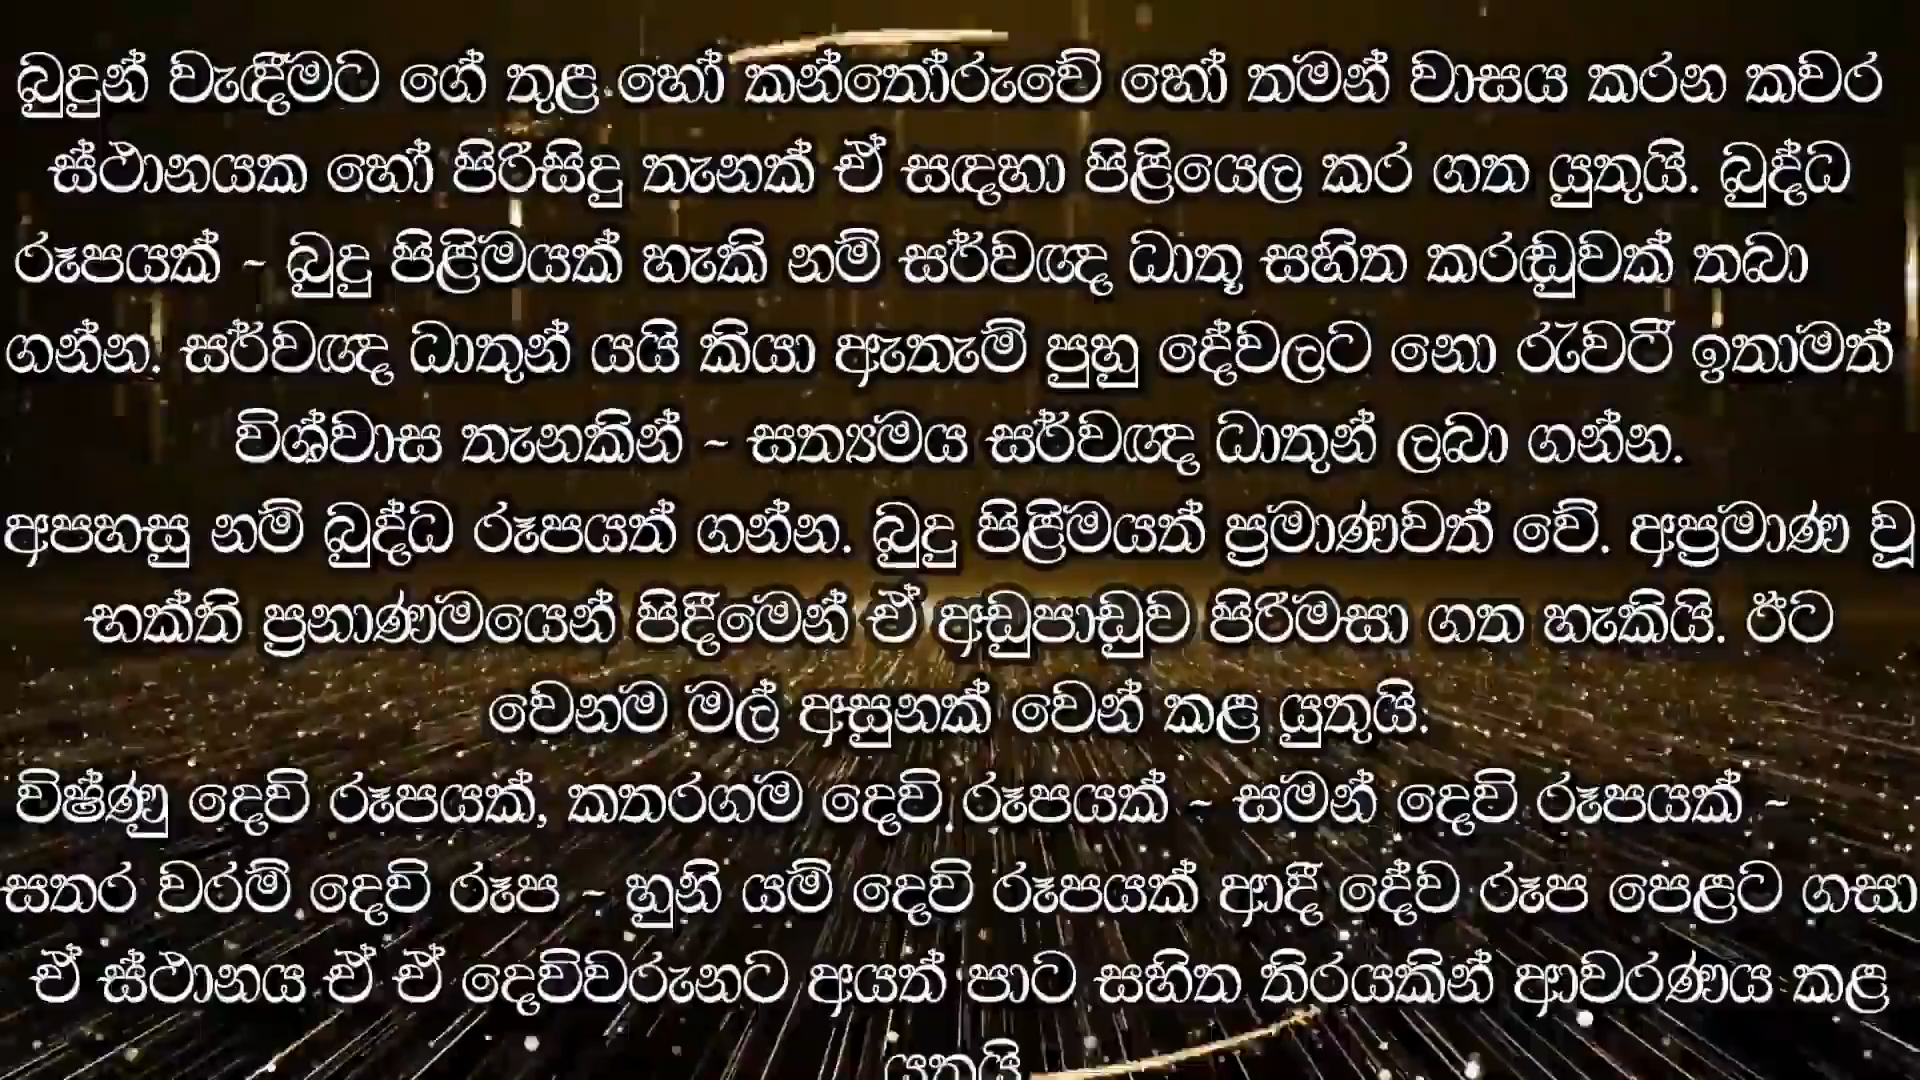 බුදුන් වැඳීමට ගේ තුළ හෝ කන්තෝරුවේ හෝ තමන් වාසය කරන කවර
ස්ථානයක හෝ පිරිසිදු තැනක් ඒ සඳහා පිළියෙල කර ගත යුතුයි. බුද්ධ
රූපයක් - බුදු පිළිමයක් හැකි නම් සර්වඥ ධාතූ සහිත කරඬුවක් තබා
ගන්න. සර්වඥ ධාතුන් යයි කියා ඇතැම් පුහු දේවලට නො රැවටී ඉතාමත්
විශ්වාස තැනකින් - සත්‍යමය සර්වඥ ධාතුන් ලබා ගන්න.
අපහසු නම් බුද්ධ රූපයත් ගන්න. බුදු පිළිමයත් ප්‍රමාණවත් වේ. අප්‍රමාණ වූ
භක්ති ප්‍රනාණමයෙන් පිදීමෙන් ඒ අඩුපාඩුව පිරිමසා ගත හැකියි. ඊට
වෙනම මල් අසුනක් වෙන් කළ යුතුයි.
විෂ්ණු දෙවි රූපයක්, කතරගම දෙවි රූපයක් - සමන් දෙවි රූපයක් -
සතර වරම් දෙවි රූප - හුනි යම් දෙවි රූපයක් ආදී දේව රූප පෙළට ගසා
ඒ ස්ථානය ඒ ඒ දෙවිවරුනට අයත් පාට සහිත තිරයකින් ආවරණය කළ
යුතුයි